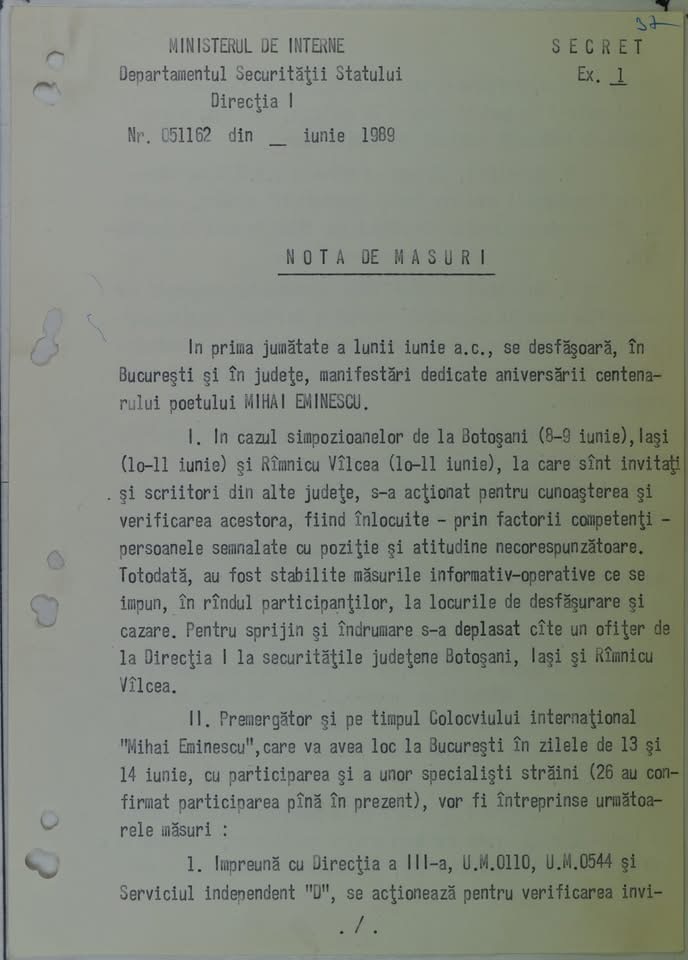 37
MINISTERUL DE INTERNE
SECRET
Departamentul Securităţii Statului
Ex. 1
Direcţia I
Nr. 051162 din _ iunie 1989
NOTA DE MASURI
In prima jumătate a lunii iunie a.c., se desfăşoară, în
Bucureşti şi în judeţe, manifestări dedicate aniversării centena-
rului poetului MIHAI EMINESCU.
I. In cazul simpozioanelor de la Botoşani (8-9 iunie), Iaşi
(lo-ll iunie) şi Rîmnicu Vîlcea (lo-ll iunie), la care sînt invitaţi
şi scriitori din alte judeţe, s-a acţionat pentru cunoaşterea şi
verificarea acestora, fiind înlocuite - prin factorii competenţi -
persoanele semnalate cu poziţie şi atitudine necorespunzătoare.
Totodată, au fost stabilite măsurile informativ-operative ce se
impun, în rîndul participanţilor, la locurile de desfăşurare şi
cazare. Pentru sprijin şi îndrumare s-a deplasat cîte un ofiţer de
la Direcţia I la securităţile judeţene Botoşani, Iaşi şi Rîmnicu
Vîlcea.
II. Premergător şi pe timpul Colocviului internaţional
"Mihai Eminescu", care va avea loc la Bucureşti în zilele de 13 şi
14 iunie, cu participarea şi a unor specialişti străini (26 au con-
firmat participarea pînă în prezent), vor fi întreprinse următoa-
rele măsuri :
1. Impreună cu Direcţia a III-a, U.M.0110, U.M.0544 şi
Serviciul independent "D", se acţionează pentru verificarea invi-
./.